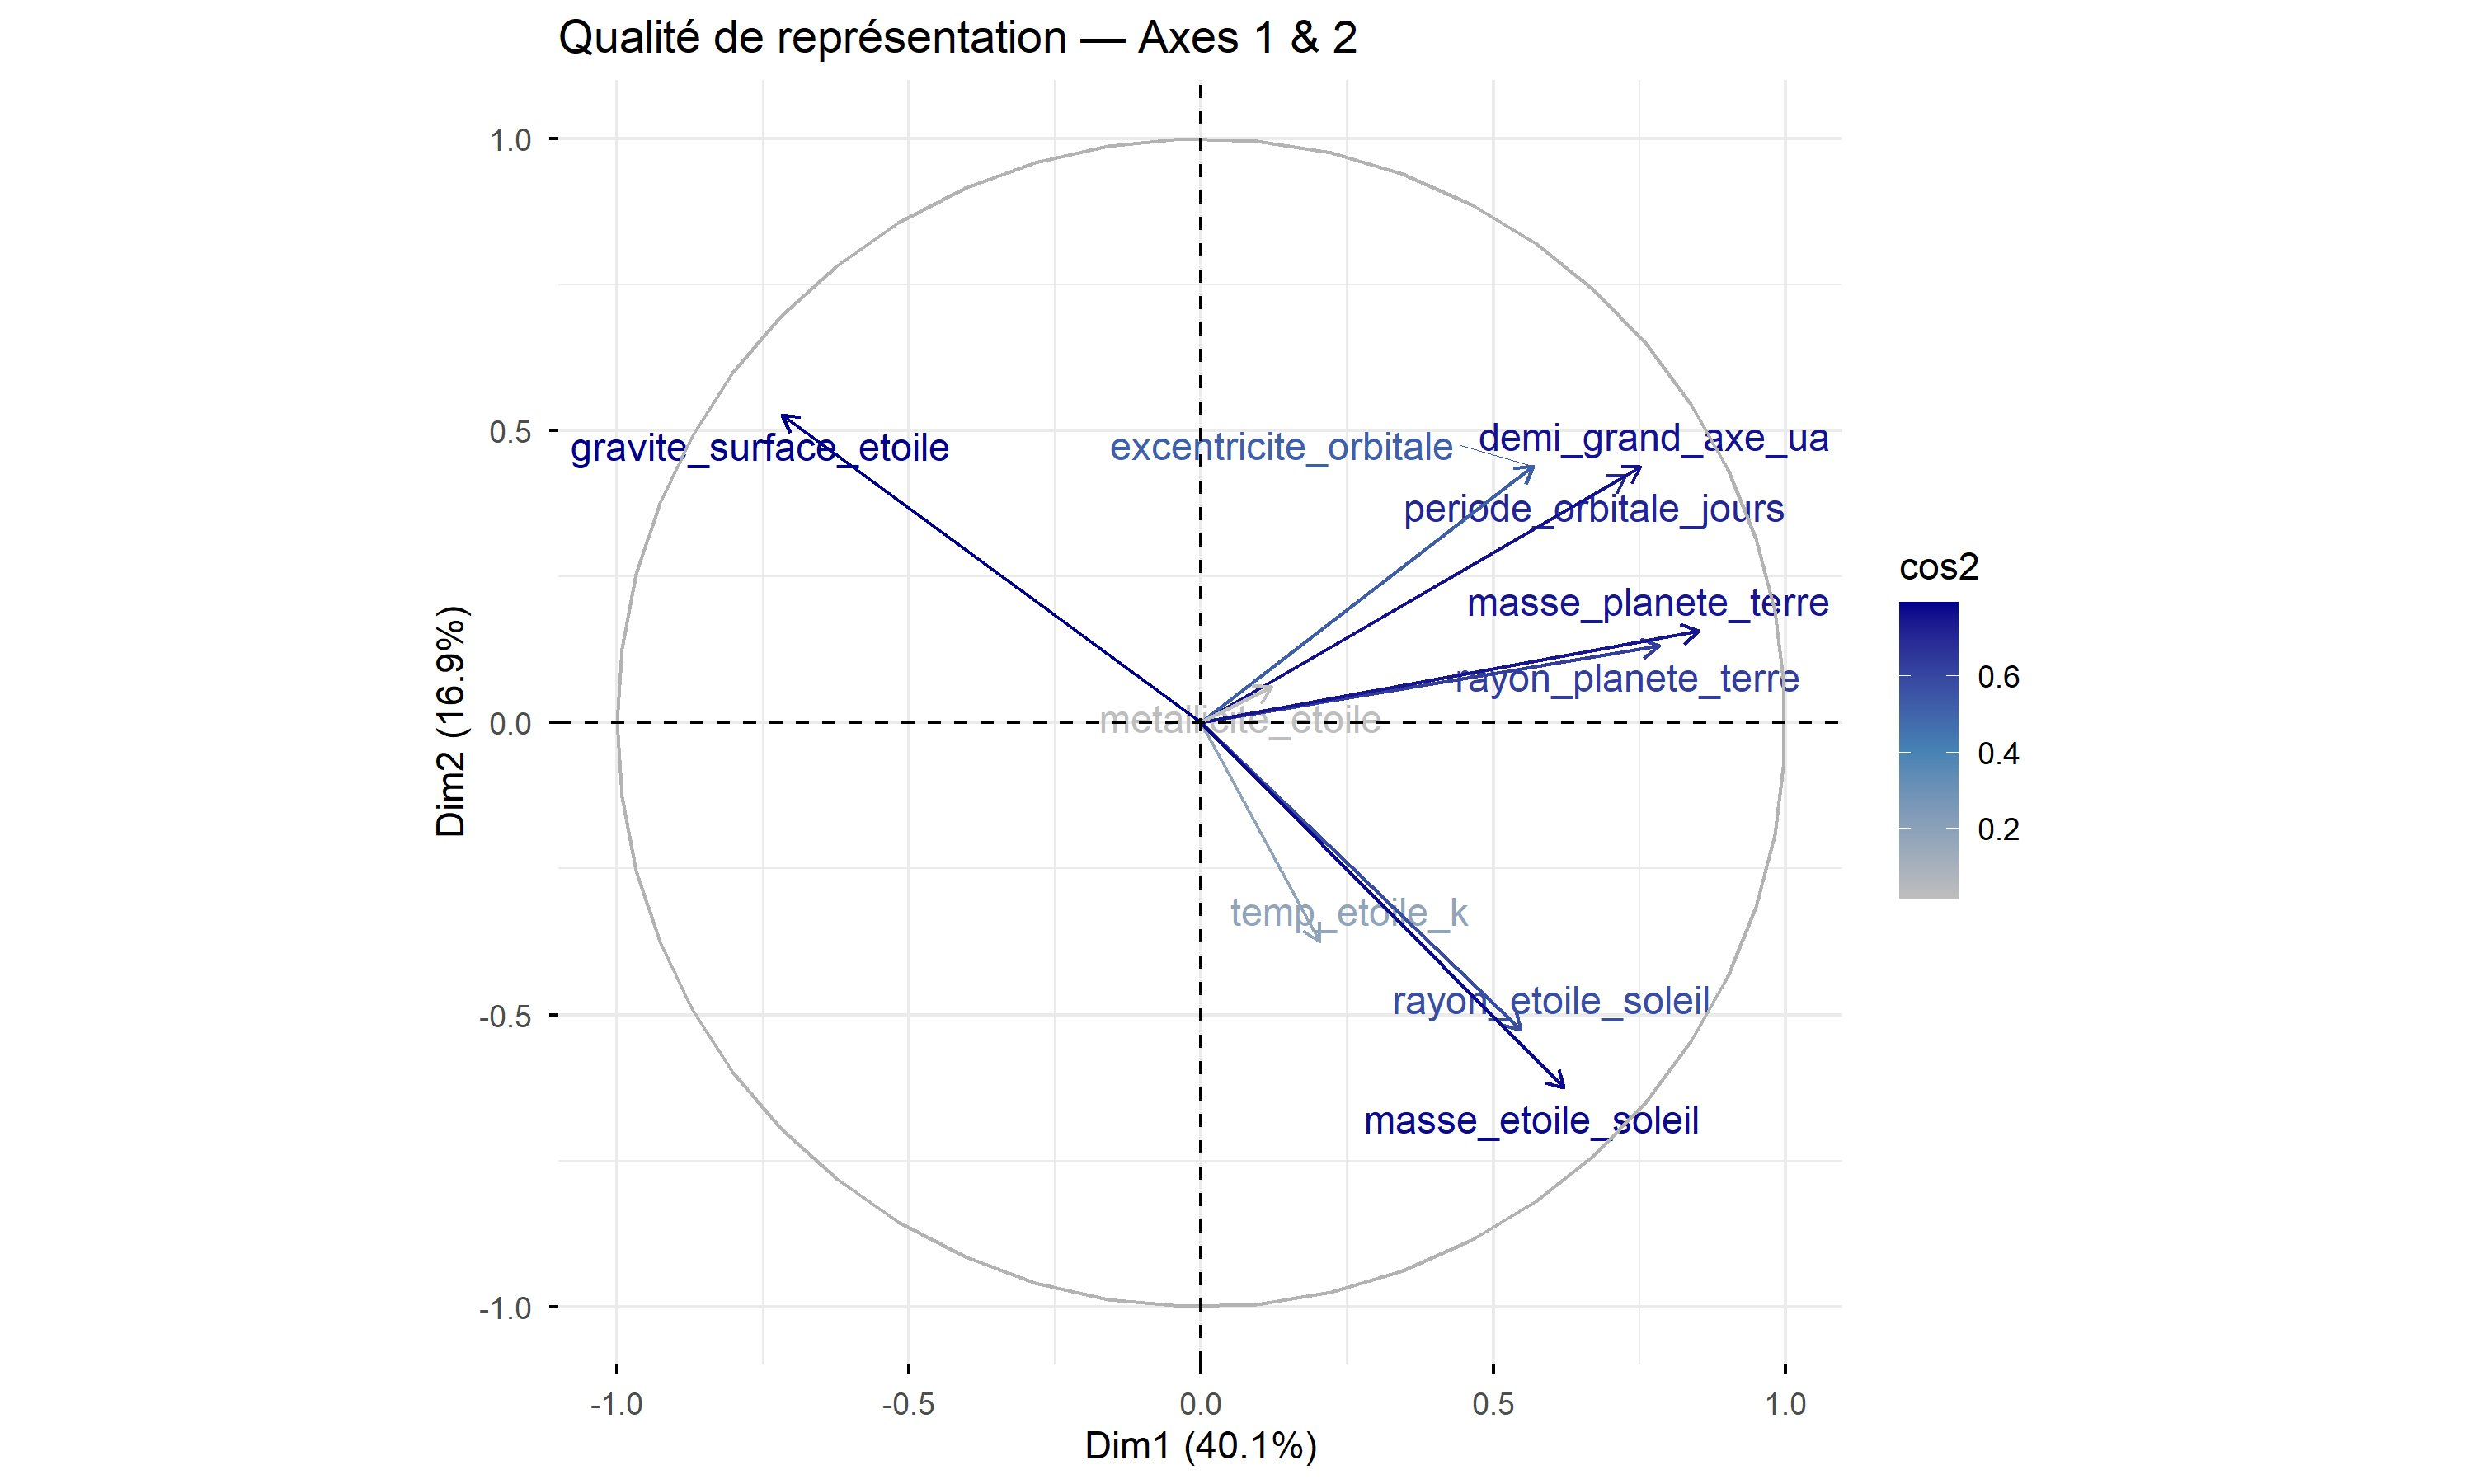 Qualité de représentation — Axes 1 & 2
1.0
0.5
0.0
-0.5
-1.0
Dim2 (16.9%)
gravite_surface_etoile
excentricite_orbitale
demi_grand_axe_ua
periode_orbitale_jours
masse_planete_terre
rayon_planete_terre
metallicite_etoile
temp_etoile_k
rayon_etoile_soleil
masse_etoile_soleil
cos2
0.6
0.4
0.2
-1.0
-0.5
0.0
0.5
1.0
Dim1 (40.1%)